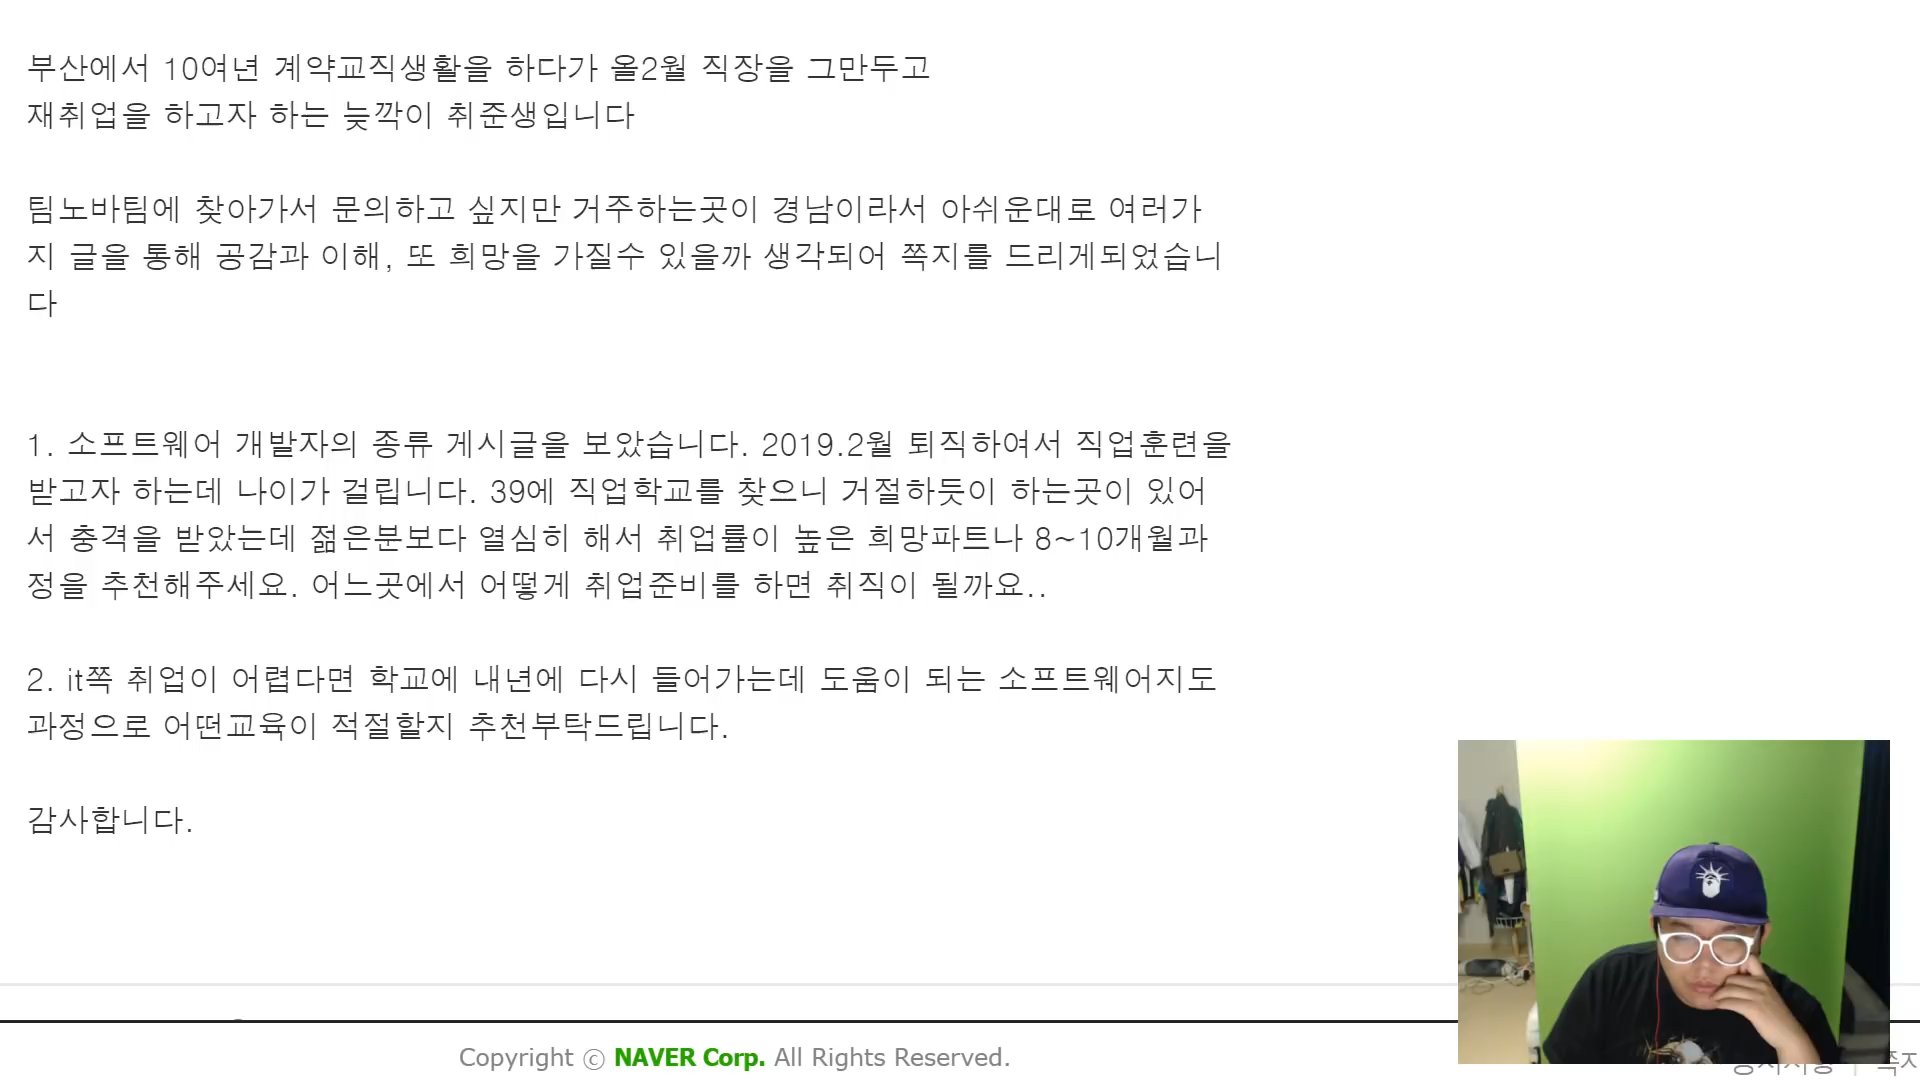 부산에서 10여년 계약교직생활을 하다가 올2월 직장을 그만두고
재취업을 하고자 하는 늦깍이 취준생입니다
팀노바팀에 찾아가서 문의하고 싶지만 거주하는곳이 경남이라서 아쉬운대로 여러가
지 글을 통해 공감과 이해, 또 희망을 가질수 있을까 생각되어 쪽지를 드리게되었습니
다
1. 소프트웨어 개발자의 종류 게시글을 보았습니다. 2019.2월 퇴직하여서 직업훈련을
받고자 하는데 나이가 걸립니다. 39에 직업학교를 찾으니 거절하듯이 하는곳이 있어
서 충격을 받았는데 젊은분보다 열심히 해서 취업률이 높은 희망파트나 8~10개월과
정을 추천해주세요. 어느곳에서 어떻게 취업준비를 하면 취직이 될까요..
2. it쪽 취업이 어렵다면 학교에 내년에 다시 들어가는데 도움이 되는 소프트웨어지도
과정으로 어떤교육이 적절할지 추천부탁드립니다.
감사합니다.
Copyright ⓒ NAVER Corp. All Rights Reserved.